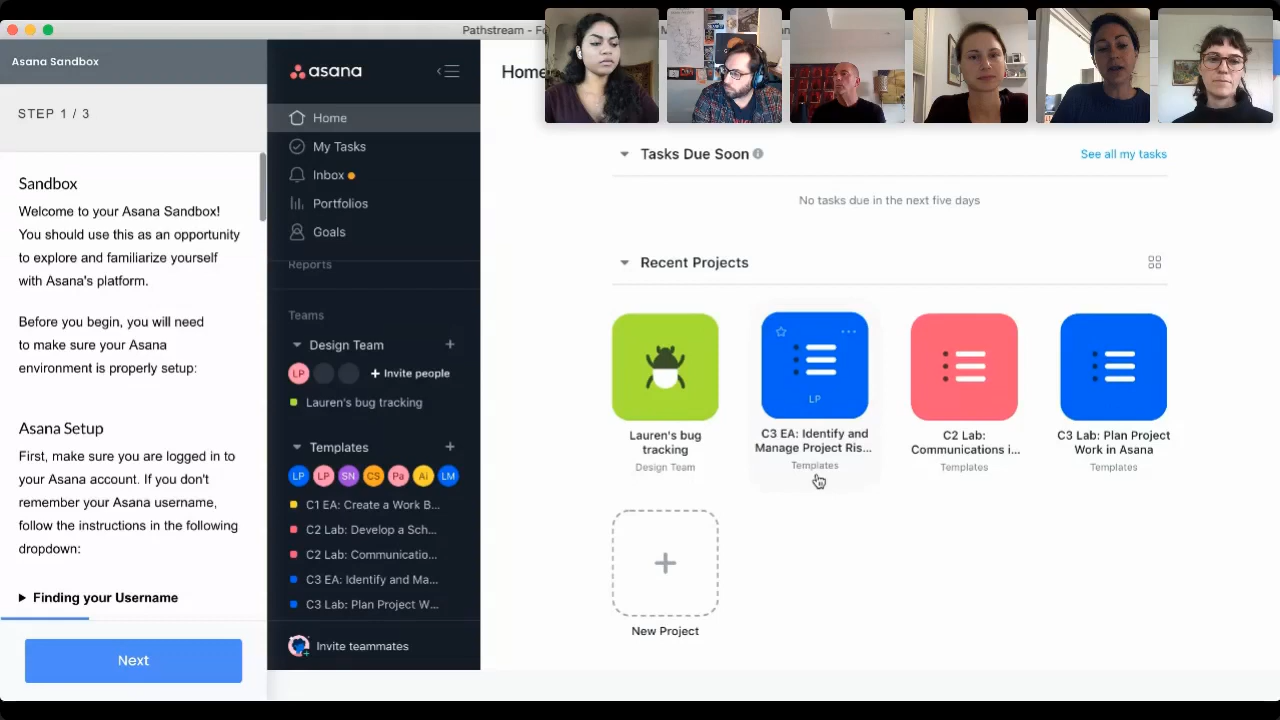 Pathstream - Fo
Asana Sandbox
STEP 1 / 3
Sandbox
Welcome to your Asana Sandbox!
You should use this as an opportunity
to explore and familiarize yourself
with Asana's platform.
Before you begin, you will need
to make sure your Asana
environment is properly setup:
Asana Setup
First, make sure you are logged in to
your Asana account. If you don't
remember your Asana username,
follow the instructions in the following
dropdown:
Finding your Username
Next
asana
Home
My Tasks
Inbox
Portfolios
Goals
Reports
Teams
Design Team
LP
+ Invite people
Lauren's bug tracking
Templates
LP LP SN CS Pa Al LM
C1 EA: Create a Work B...
C2 Lab: Develop a Sch...
C2 Lab: Communicatio...
C3 EA: Identify and Ma...
C3 Lab: Plan Project W...
Invite teammates
Home
Tasks Due Soon
See all my tasks
No tasks due in the next five days
Recent Projects
Lauren's bug
tracking
Design Team
LP
C3 EA: Identify and
Manage Project Ris...
Templates
C2 Lab:
Communications i...
Templates
C3 Lab: Plan Project
Work in Asana
Templates
New Project